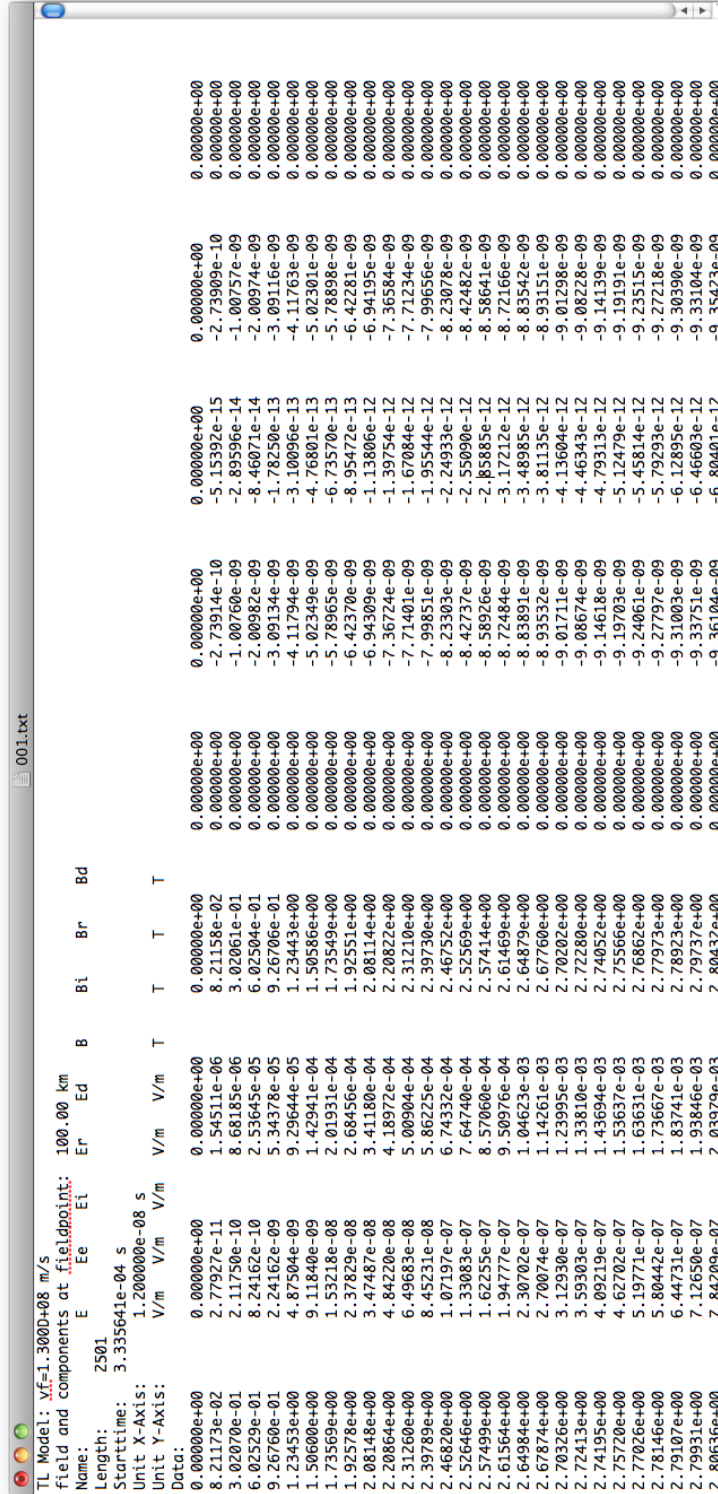 001.txt
TL Model: vf=1.300D+08 m/s
field and components at fieldpoint: 100.00 km
Name: E Ee Ei Er Ed B Bi Br Bd
Length: 2501
Starttime: 3.335641e-04 s
Unit X-Axis: 1.200000e-08 s
Unit Y-Axis: V/m V/m V/m V/m V/m T T T T
Data:
0.00000e+00 0.00000e+00 0.00000e+00 0.00000e+00 0.00000e+00 0.00000e+00 0.00000e+00 0.00000e+00 0.00000e+00
8.21173e-02 2.77927e-11 1.54511e-06 8.21158e-02 0.00000e+00 -2.73914e-10 -5.15392e-15 -2.73909e-10 0.00000e+00
3.02070e-01 2.11750e-10 8.68185e-06 3.02061e-01 0.00000e+00 -1.00760e-09 -2.89596e-14 -1.00757e-09 0.00000e+00
6.02529e-01 8.24162e-10 2.53645e-05 6.02504e-01 0.00000e+00 -2.00982e-09 -8.46071e-14 -2.00974e-09 0.00000e+00
9.26760e-01 2.24162e-09 5.34378e-05 9.26706e-01 0.00000e+00 -3.09134e-09 -1.78250e-13 -3.09116e-09 0.00000e+00
1.23453e+00 4.87504e-09 9.29644e-05 1.23443e+00 0.00000e+00 -4.11794e-09 -3.10096e-13 -4.11763e-09 0.00000e+00
1.50600e+00 9.11840e-09 1.42941e-04 1.50586e+00 0.00000e+00 -5.02349e-09 -4.76801e-13 -5.02301e-09 0.00000e+00
1.73569e+00 1.53218e-08 2.01931e-04 1.73549e+00 0.00000e+00 -5.78965e-09 -6.73570e-13 -5.78898e-09 0.00000e+00
1.92578e+00 2.37829e-08 2.68456e-04 1.92551e+00 0.00000e+00 -6.42370e-09 -8.95472e-13 -6.42281e-09 0.00000e+00
2.08148e+00 3.47487e-08 3.41180e-04 2.08114e+00 0.00000e+00 -6.94309e-09 -1.13806e-12 -6.94195e-09 0.00000e+00
2.20864e+00 4.84220e-08 4.18972e-04 2.20822e+00 0.00000e+00 -7.36724e-09 -1.39754e-12 -7.36584e-09 0.00000e+00
2.31260e+00 6.49683e-08 5.00904e-04 2.31210e+00 0.00000e+00 -7.71401e-09 -1.67084e-12 -7.71234e-09 0.00000e+00
2.39789e+00 8.45231e-08 5.86225e-04 2.39730e+00 0.00000e+00 -7.99851e-09 -1.95544e-12 -7.99656e-09 0.00000e+00
2.46820e+00 1.07197e-07 6.74332e-04 2.46752e+00 0.00000e+00 -8.23303e-09 -2.24933e-12 -8.23078e-09 0.00000e+00
2.52646e+00 1.33083e-07 7.64740e-04 2.52569e+00 0.00000e+00 -8.42737e-09 -2.55090e-12 -8.42482e-09 0.00000e+00
2.57499e+00 1.62255e-07 8.57060e-04 2.57414e+00 0.00000e+00 -8.58926e-09 -2.85885e-12 -8.58641e-09 0.00000e+00
2.61564e+00 1.94777e-07 9.50976e-04 2.61469e+00 0.00000e+00 -8.72484e-09 -3.17212e-12 -8.72166e-09 0.00000e+00
2.64984e+00 2.30702e-07 1.04623e-03 2.64879e+00 0.00000e+00 -8.83891e-09 -3.48985e-12 -8.83542e-09 0.00000e+00
2.67874e+00 2.70074e-07 1.14261e-03 2.67760e+00 0.00000e+00 -8.93532e-09 -3.81135e-12 -8.93151e-09 0.00000e+00
2.70326e+00 3.12930e-07 1.23995e-03 2.70202e+00 0.00000e+00 -9.01711e-09 -4.13604e-12 -9.01298e-09 0.00000e+00
2.72413e+00 3.59303e-07 1.33810e-03 2.72280e+00 0.00000e+00 -9.08674e-09 -4.46343e-12 -9.08228e-09 0.00000e+00
2.74195e+00 4.09219e-07 1.43694e-03 2.74052e+00 0.00000e+00 -9.14618e-09 -4.79313e-12 -9.14139e-09 0.00000e+00
2.75720e+00 4.62702e-07 1.53637e-03 2.75566e+00 0.00000e+00 -9.19703e-09 -5.12479e-12 -9.19191e-09 0.00000e+00
2.77026e+00 5.19771e-07 1.63631e-03 2.76862e+00 0.00000e+00 -9.24061e-09 -5.45814e-12 -9.23515e-09 0.00000e+00
2.78146e+00 5.80442e-07 1.73667e-03 2.77973e+00 0.00000e+00 -9.27797e-09 -5.79293e-12 -9.27218e-09 0.00000e+00
2.79107e+00 6.44731e-07 1.83741e-03 2.78923e+00 0.00000e+00 -9.31003e-09 -6.12895e-12 -9.30390e-09 0.00000e+00
2.79931e+00 7.12650e-07 1.93846e-03 2.79737e+00 0.00000e+00 -9.33751e-09 -6.46603e-12 -9.33104e-09 0.00000e+00
2.80636e+00 7.84209e-07 2.03979e-03 2.80432e+00 0.00000e+00 -9.36104e-09 -6.80401e-12 -9.35423e-09 0.00000e+00